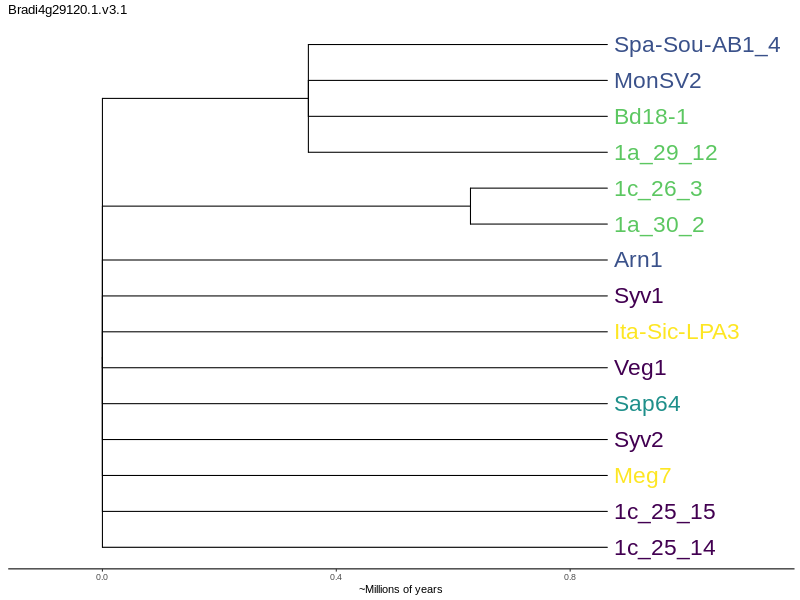 Bradi4g29120.1.v3.1
Spa-Sou-AB1_4
MonSV2
Bd18-1
1a_29_12
1c_26_3
1a_30_2
Arn1
Syv1
Ita-Sic-LPA3
Veg1
Sap64
Syv2
Meg7
1c_25_15
1c_25_14
0.0 0.4 0.8
~Millions of years